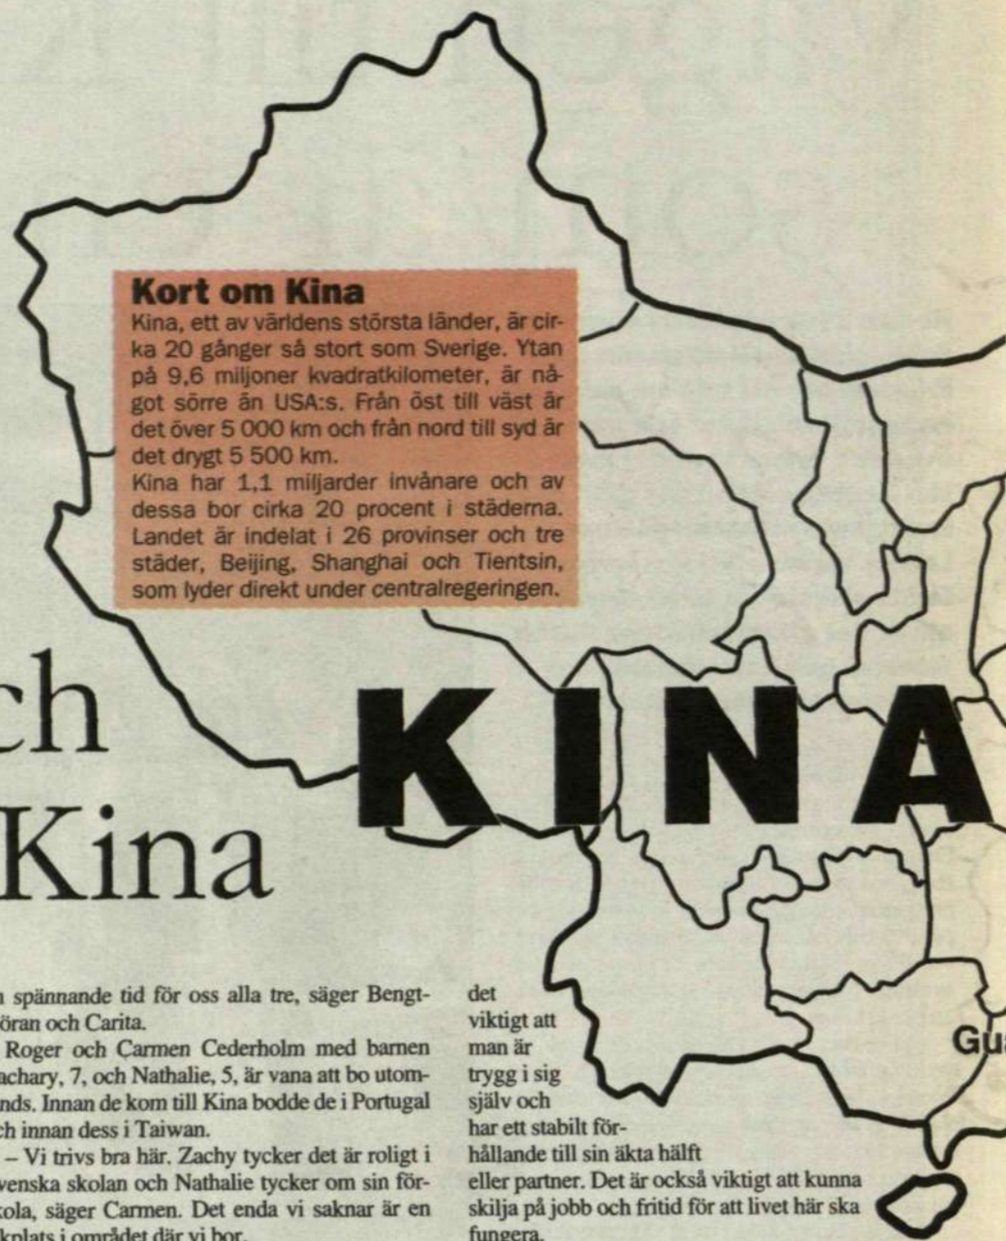 Kort om Kina
Kina, ett av världens största länder, är cir-
ka 20 gånger så stort som Sverige. Ytan
på 9,6 miljoner kvadratkilometer, är nå-
got sörre än USA:s. Från öst till väst är
det över 5 000 km och från nord till syd är
det drygt 5 500 km.
Kina har 1,1 miljarder invånare och av
dessa bor cirka 20 procent i städerna.
Landet är indelat i 26 provinser och tre
städer, Beijing, Shanghai och Tientsin,
som lyder direkt under centralregeringen.
ch
Kina
KINA
Gua
n spännande tid för oss alla tre, säger Bengt-
öran och Carita.
Roger och Carmen Cederholm med barnen
achary, 7, och Nathalie, 5, är vana att bo utom-
nds. Innan de kom till Kina bodde de i Portugal
ch innan dess i Taiwan.
– Vi trivs bra här. Zachy tycker det är roligt i
venska skolan och Nathalie tycker om sin för-
kola, säger Carmen. Det enda vi saknar är en
kplats i området där vi bor.
det
viktigt att
man är
trygg i sig
själv och
har ett stabilt för-
hållande till sin äkta hälft
eller partner. Det är också viktigt att kunna
skilja på jobb och fritid för att livet här ska
fungera.